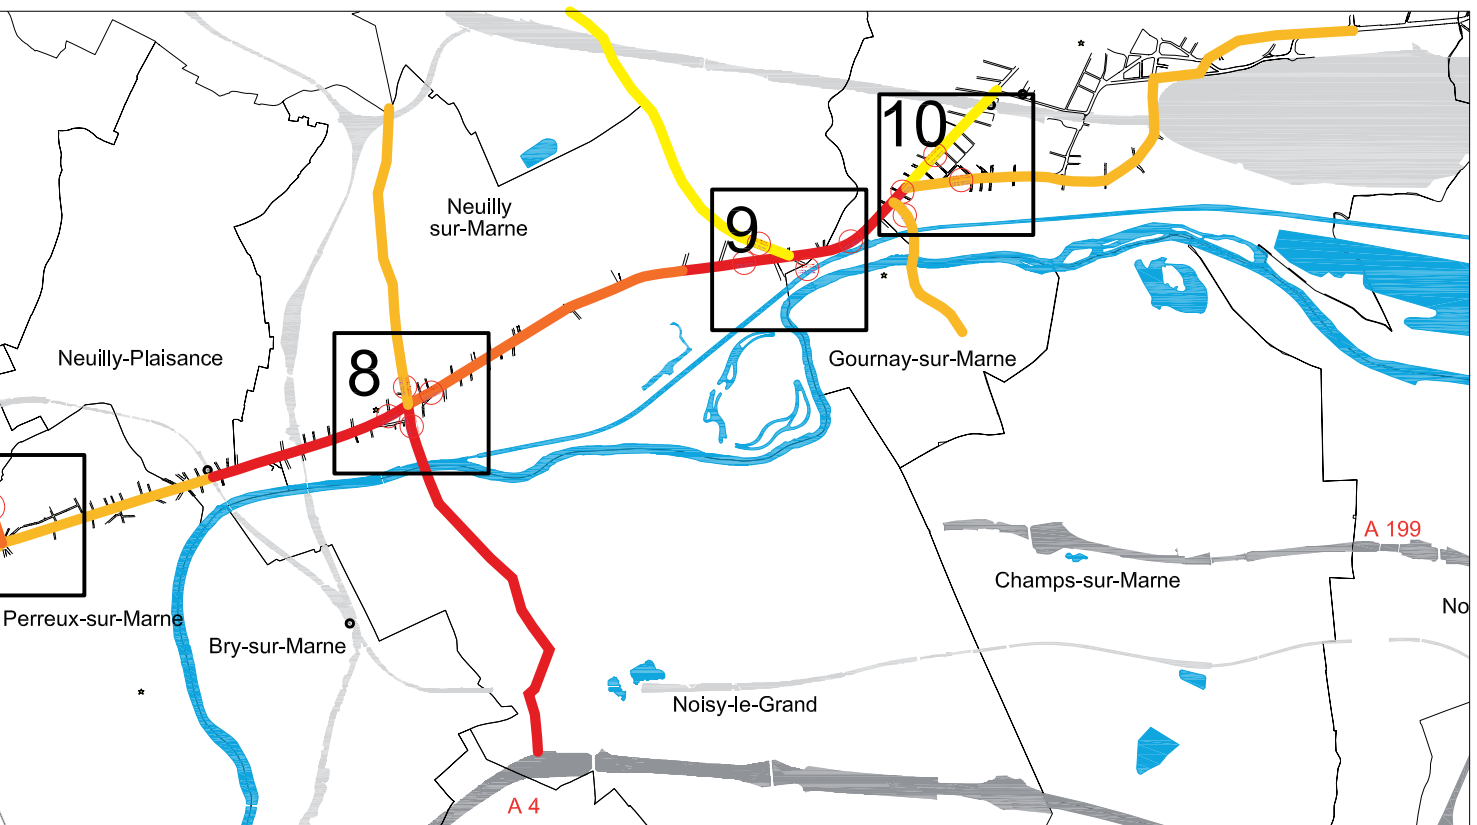 10
Neuilly
sur-Marne
9
Neuilly-Plaisance
8
Gournay-sur-Marne
A 199
Champs-sur-Marne
No
Perreux-sur-Marne
Bry-sur-Marne
Noisy-le-Grand
A 4